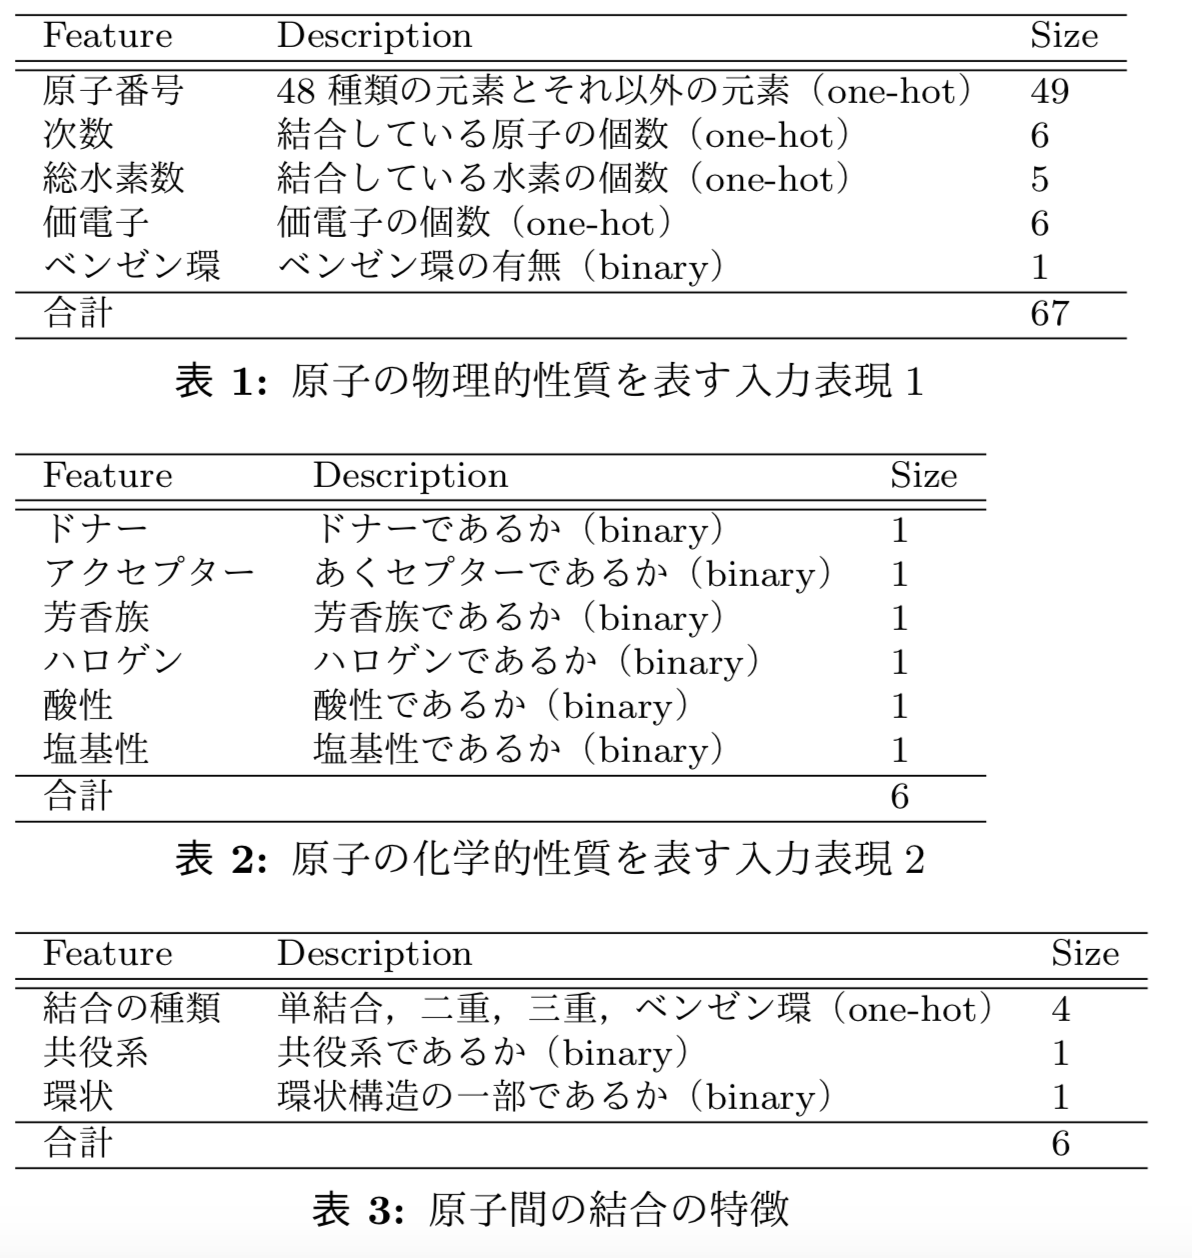 Feature Description Size
原子番号 48 種類の元素とそれ以外の元素（one-hot） 49
次数 結合している原子の個数（one-hot） 6
総水素数 結合している水素の個数（one-hot） 5
価電子 価電子の個数（one-hot） 6
ベンゼン環 ベンゼン環の有無（binary） 1
合計 67
表 1: 原子の物理的性質を表す入力表現 1
Feature Description Size
ドナー ドナーであるか（binary） 1
アクセプター あくセプターであるか（binary） 1
芳香族 芳香族であるか（binary） 1
ハロゲン ハロゲンであるか（binary） 1
酸性 酸性であるか（binary） 1
塩基性 塩基性であるか（binary） 1
合計 6
表 2: 原子の化学的性質を表す入力表現 2
Feature Description Size
結合の種類 単結合，二重，三重，ベンゼン環（one-hot） 4
共役系 共役系であるか（binary） 1
環状 環状構造の一部であるか（binary） 1
合計 6
表 3: 原子間の結合の特徴